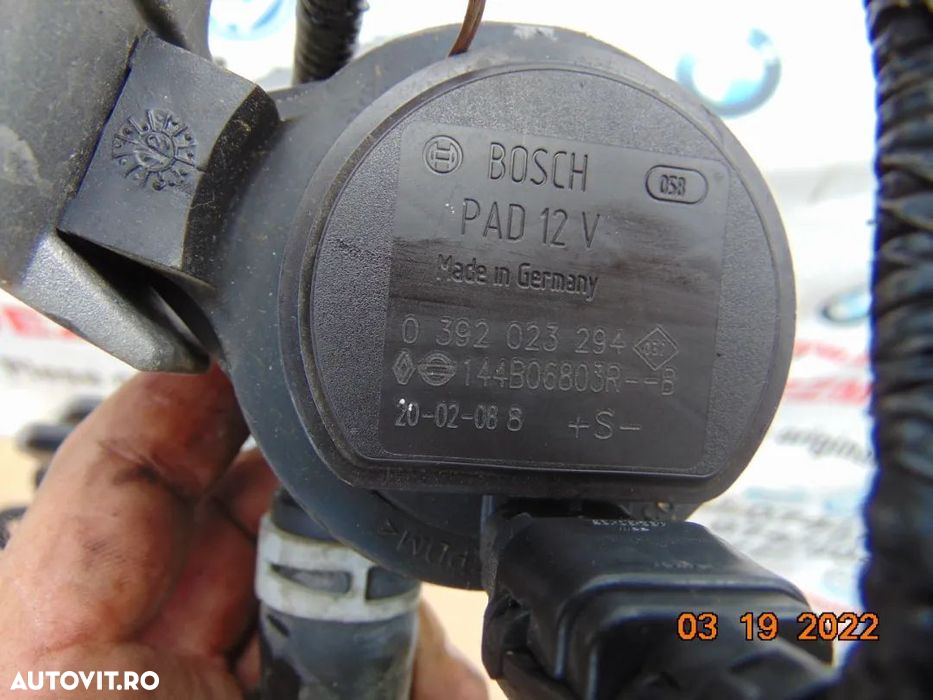 BOSCH
058
PAD 12 V
Made in Germany
0 392 023 294
144B06803R--B
20-02-08 8
+S-
03 19 2022
AUTOVIT.RO